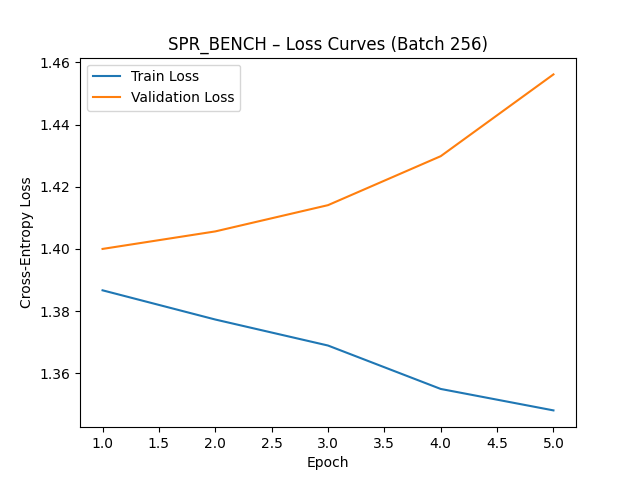 SPR_BENCH – Loss Curves (Batch 256)
Train Loss
Validation Loss
Cross-Entropy Loss
1.46
1.44
1.42
1.40
1.38
1.36
1.0 1.5 2.0 2.5 3.0 3.5 4.0 4.5 5.0
Epoch